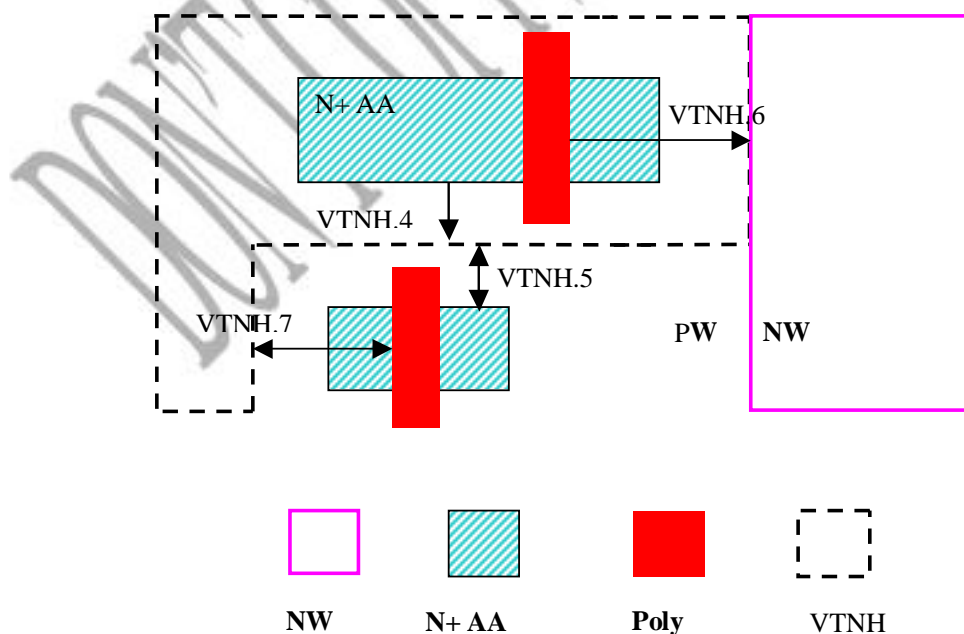 N+ AA
VTNH.6
VTNH.4
VTNH.5
VTNH.7
PW NW
NW N+ AA Poly VTNH